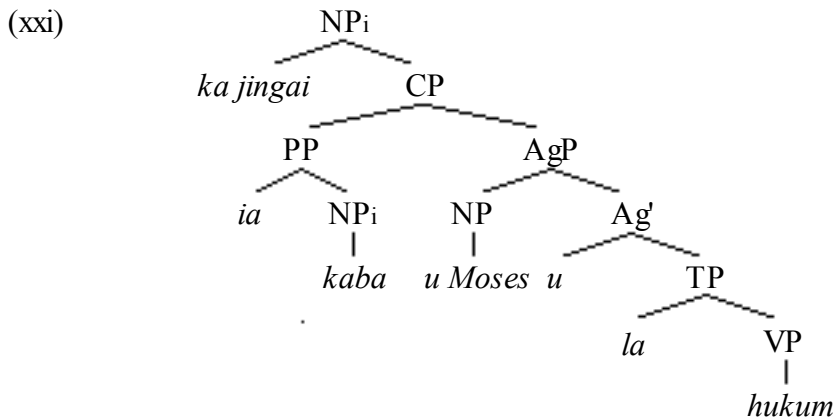 (xxi) NPi
ka jingai CP
PP AgP
ia NPi NP Ag'
kaba u Moses u TP
la VP
hukum